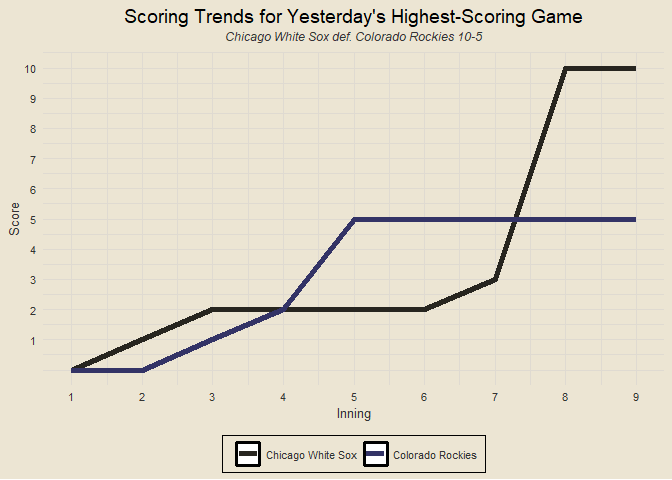 Scoring Trends for Yesterday's Highest-Scoring Game
Chicago White Sox def. Colorado Rockies 10-5
10
9
8
7
6
5
4
3
2
1
Score
1 2 3 4 5 6 7 8 9
Inning
Chicago White Sox Colorado Rockies